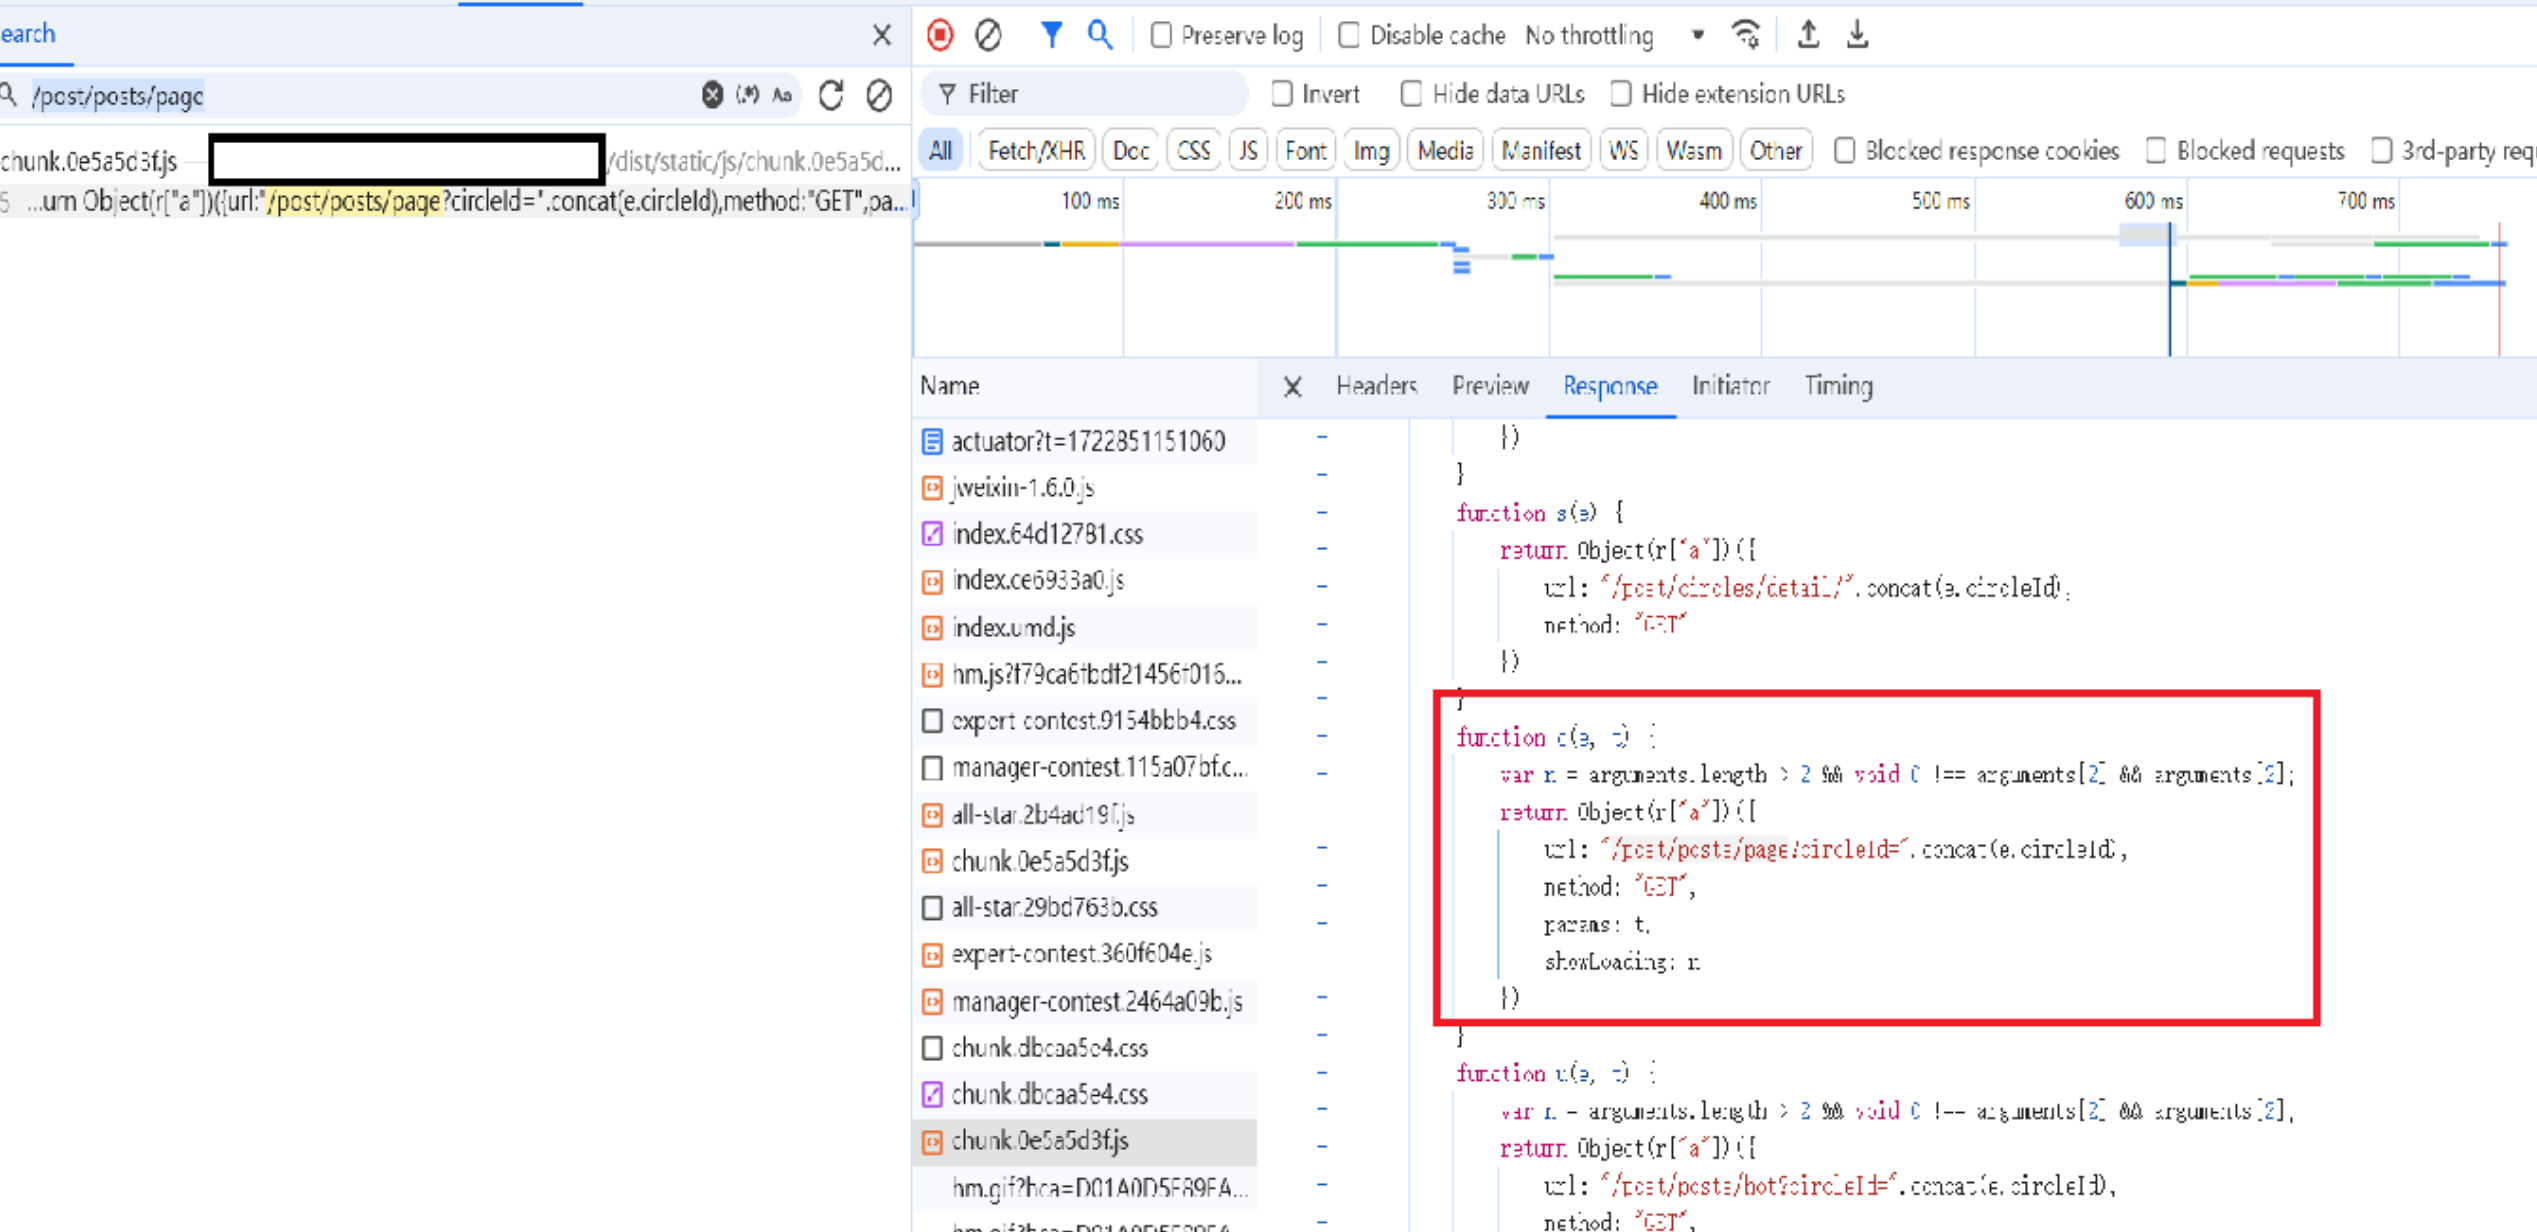 earch
/post/posts/page
(.*) Aa
chunk.0e5a5d3f.js — /dist/static/js/chunk.0e5a5d...
5 ...urn Object(r["a"])({url:"/post/posts/page?circleId=".concat(e.circleId),method:"GET",pa...
Preserve log Disable cache No throttling
Filter Invert Hide data URLs Hide extension URLs
All Fetch/XHR Doc CSS JS Font Img Media Manifest WS Wasm Other Blocked response cookies Blocked requests 3rd-party req
100 ms 200 ms 300 ms 400 ms 500 ms 600 ms 700 ms
Name
actuator?t=1722851151060
jweixin-1.6.0.js
index.64d12781.css
index.ce6933a0.js
index.umd.js
hm.js?f79ca6fbdf21456f016...
expert-contest.9154bbb4.css
manager-contest.115a07bf.c...
all-star.2b4ad19f.js
chunk.0e5a5d3f.js
all-star.29bd763b.css
expert-contest.360f604e.js
manager-contest.2464a09b.js
chunk.dbcaa5e4.css
chunk.dbcaa5e4.css
chunk.0e5a5d3f.js
hm.gif?hca=D01A0D5F89FA...
Headers Preview Response Initiator Timing
})
}
function s(e) {
return Object(r["a"])({
url: "/post/circles/detail/".concat(e.circleId),
method: "GET"
})
}
function c(e, t) {
var n = arguments.length > 2 && void 0 !== arguments[2] && arguments[2];
return Object(r["a"])({
url: "/post/posts/page?circleId=".concat(e.circleId),
method: "GET",
params: t,
showLoading: n
})
}
function u(e, t) {
var n = arguments.length > 2 && void 0 !== arguments[2] && arguments[2];
return Object(r["a"])({
url: "/post/posts/hot?circleId=".concat(e.circleId),
method: "GET",